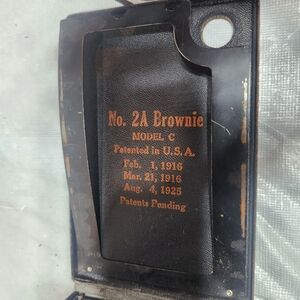 No. 2A Brownie
MODEL C
Patented in U.S.A.
Feb. 1, 1916
Mar. 21, 1916
Aug. 4, 1925
Patents Pending